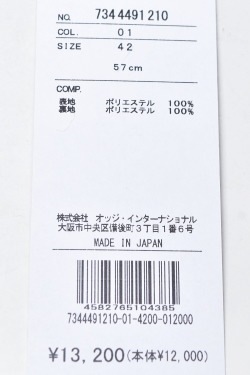 NO. 7344491210
COL. 01
SIZE 42
57cm
COMP.
表地 ポリエステル 100%
裏地 ポリエステル 100%
株式会社 オッジ・インターナショナル
大阪市中央区備後町3丁目1番6号
MADE IN JAPAN
4582765104385
7344491210-01-4200-012000
¥13,200(本体¥12,000)